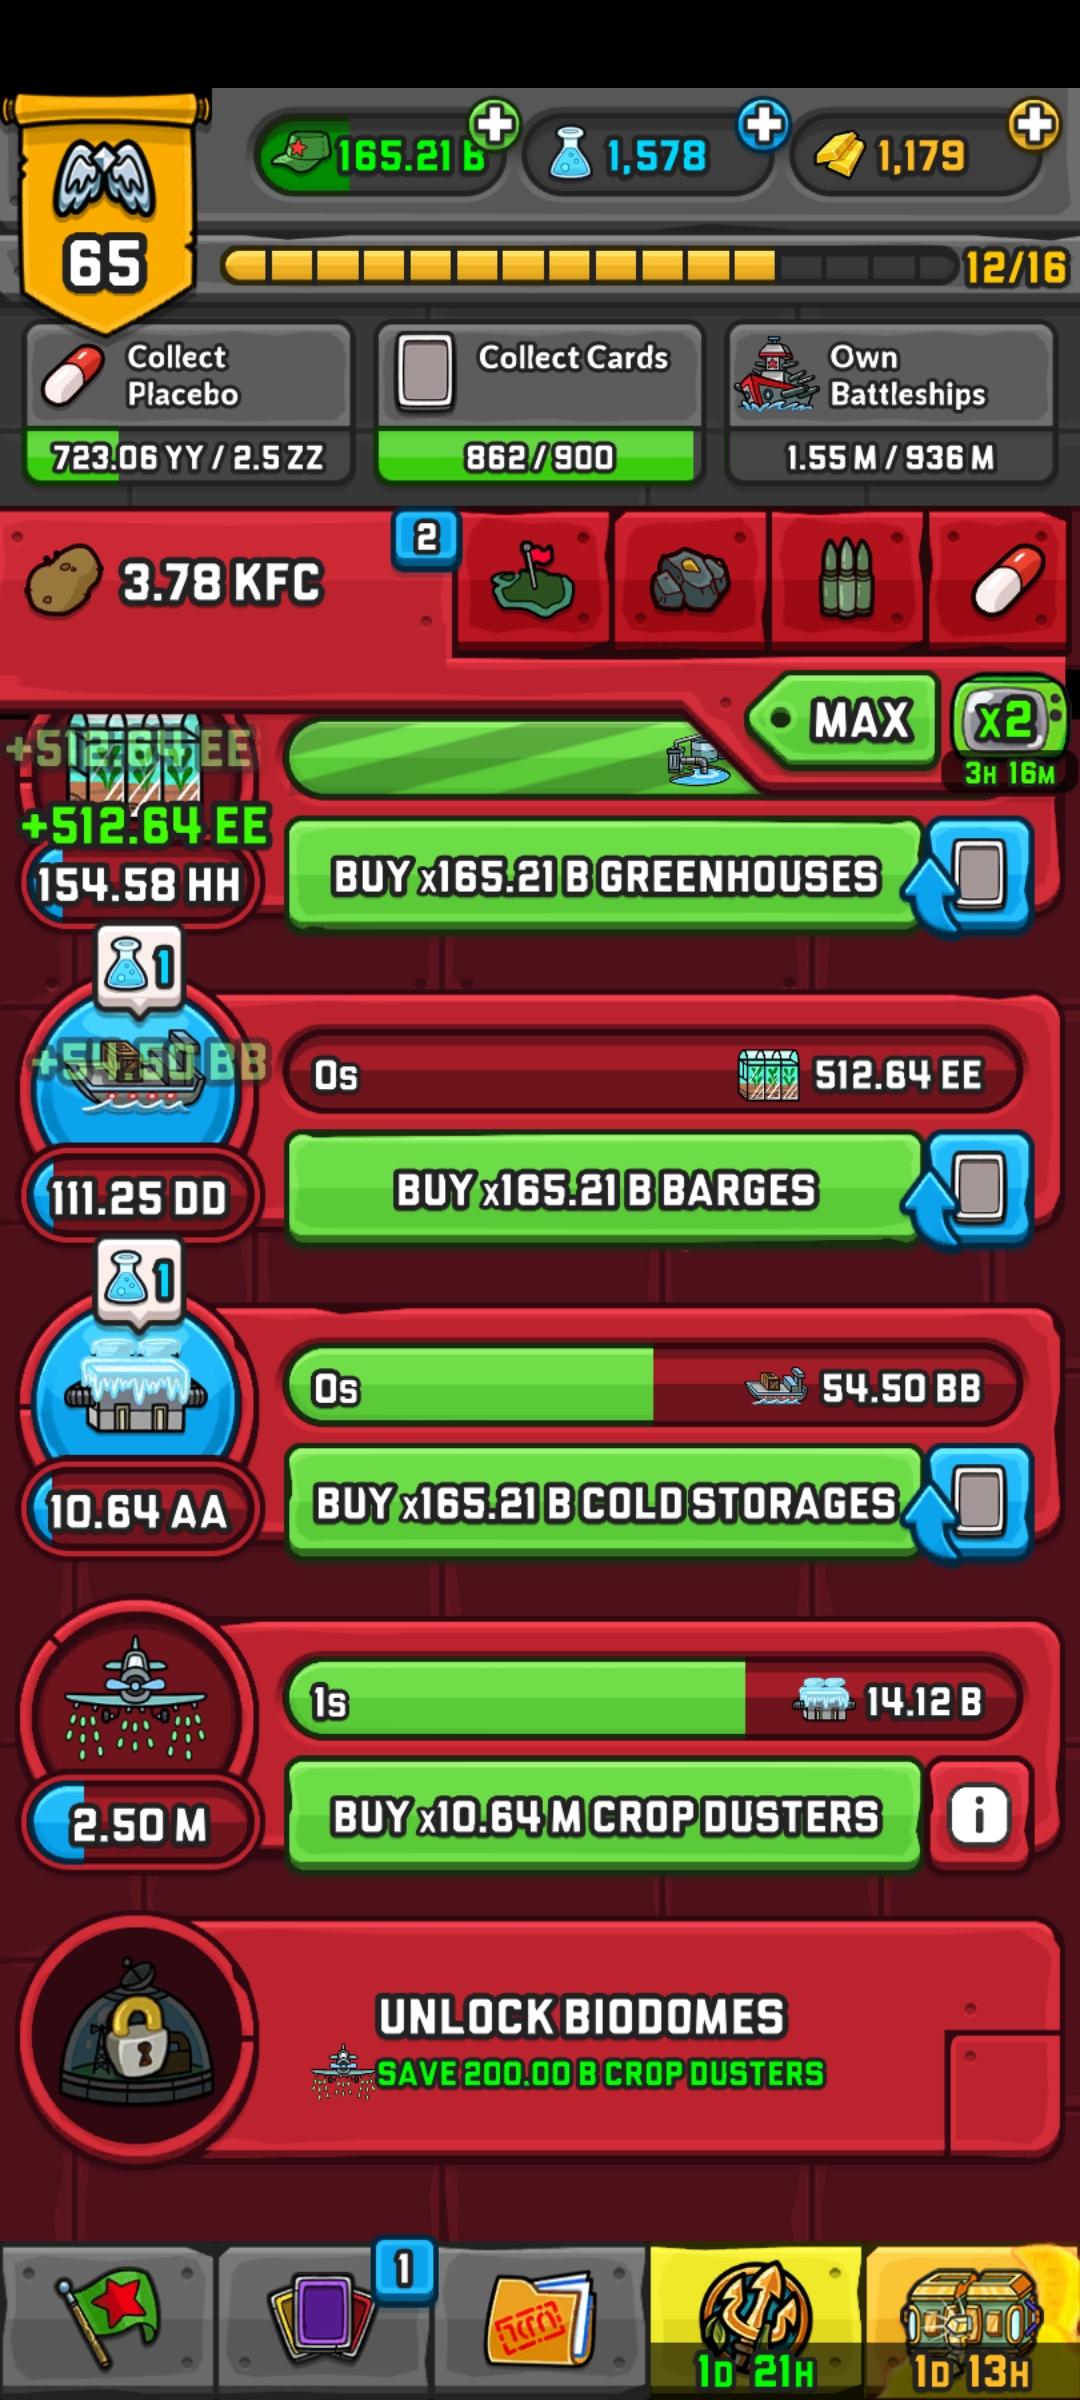 165.21 B
1,578
1,179
65
12/16
Collect
Placebo
723.06 YY / 2.5 ZZ
Collect Cards
862/900
Own
Battleships
1.55 M / 936 M
3.78 KFC
2
MAX
x2
3H 16M
+512.64 EE
+512.64 EE
154.58 HH
BUY x165.21 B GREENHOUSES
1
+54.50 BB
0s
512.64 EE
111.25 DD
BUY x165.21 B BARGES
1
0s
54.50 BB
10.64 AA
BUY x165.21 B COLD STORAGES
1s
14.12 B
2.50 M
BUY x10.64 M CROP DUSTERS
i
UNLOCK BIODOMES
SAVE 200.00 B CROP DUSTERS
1
1D 21H
1D 13H